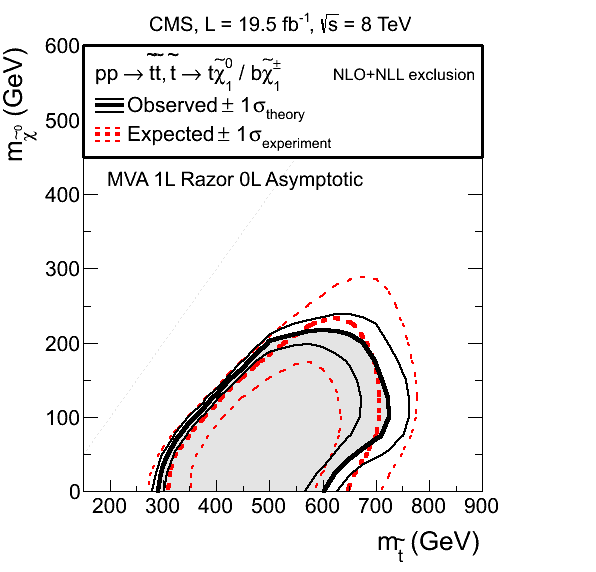 CMS, L = 19.5 fb⁻¹, √s = 8 TeV
pp → t̃t̃, t̃ → tχ̃₁⁰ / bχ̃₁±
NLO+NLL exclusion
Observed ± 1σtheory
Expected ± 1σexperiment
MVA 1L Razor 0L Asymptotic
mχ̃⁰ (GeV)
600
500
400
300
200
100
0
200 300 400 500 600 700 800 900
mt̃ (GeV)